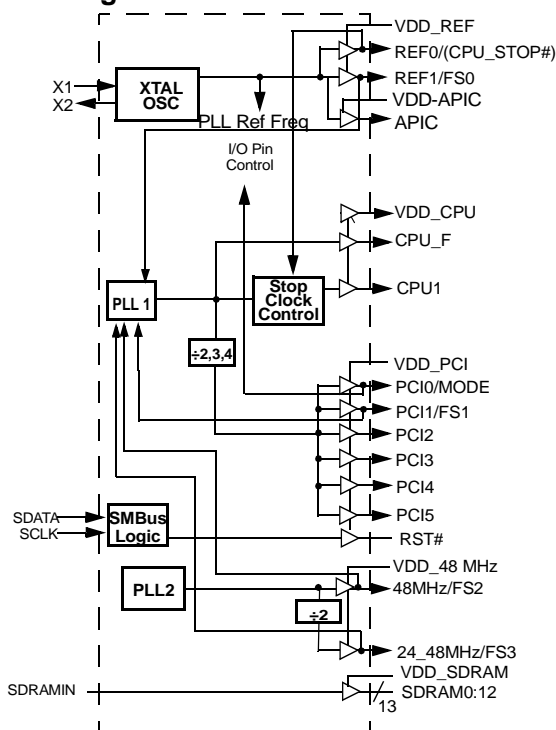 VDD_REF
REF0/(CPU_STOP#)
X1
X2
XTAL
OSC
REF1/FS0
VDD-APIC
PLL Ref Freq
APIC
I/O Pin
Control
VDD_CPU
CPU_F
PLL 1
Stop
Clock
Control
CPU1
÷2,3,4
VDD_PCI
PCI0/MODE
PCI1/FS1
PCI2
PCI3
PCI4
PCI5
SDATA
SCLK
SMBus
Logic
RST#
VDD_48 MHz
PLL2
48MHz/FS2
÷2
24_48MHz/FS3
VDD_SDRAM
SDRAMIN
SDRAM0:12
13